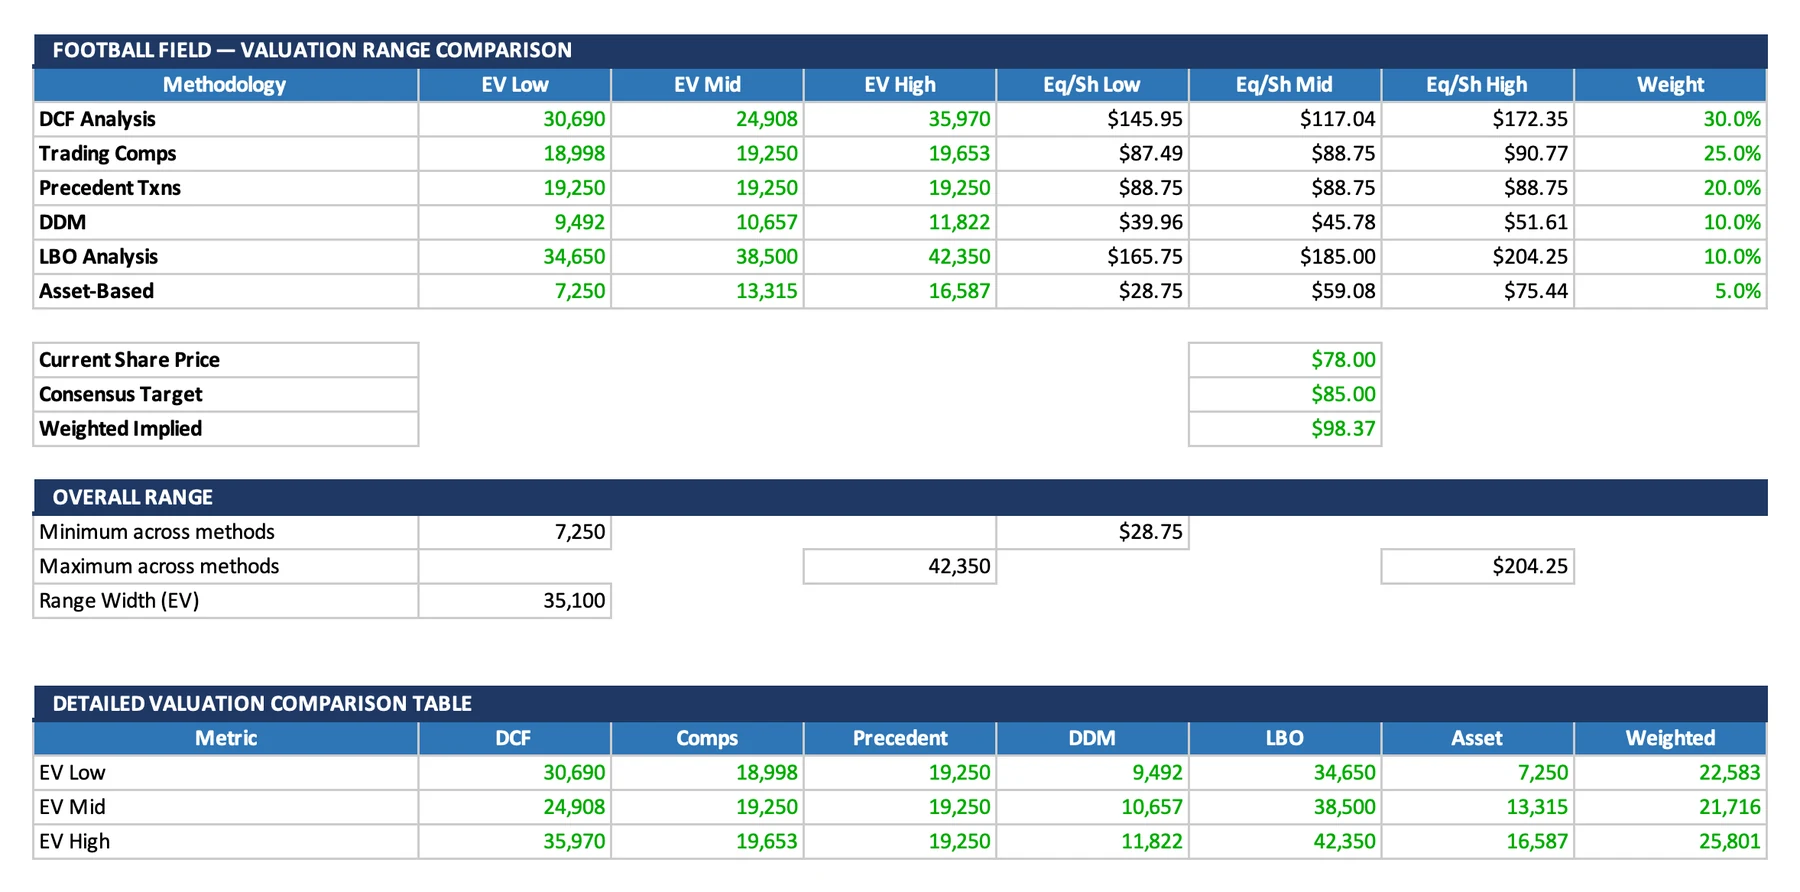 FOOTBALL FIELD — VALUATION RANGE COMPARISON
Methodology EV Low EV Mid EV High Eq/Sh Low Eq/Sh Mid Eq/Sh High Weight
DCF Analysis 30,690 24,908 35,970 $145.95 $117.04 $172.35 30.0%
Trading Comps 18,998 19,250 19,653 $87.49 $88.75 $90.77 25.0%
Precedent Txns 19,250 19,250 19,250 $88.75 $88.75 $88.75 20.0%
DDM 9,492 10,657 11,822 $39.96 $45.78 $51.61 10.0%
LBO Analysis 34,650 38,500 42,350 $165.75 $185.00 $204.25 10.0%
Asset-Based 7,250 13,315 16,587 $28.75 $59.08 $75.44 5.0%
Current Share Price $78.00
Consensus Target $85.00
Weighted Implied $98.37
OVERALL RANGE
Minimum across methods 7,250 $28.75
Maximum across methods 42,350 $204.25
Range Width (EV) 35,100
DETAILED VALUATION COMPARISON TABLE
Metric DCF Comps Precedent DDM LBO Asset Weighted
EV Low 30,690 18,998 19,250 9,492 34,650 7,250 22,583
EV Mid 24,908 19,250 19,250 10,657 38,500 13,315 21,716
EV High 35,970 19,653 19,250 11,822 42,350 16,587 25,801